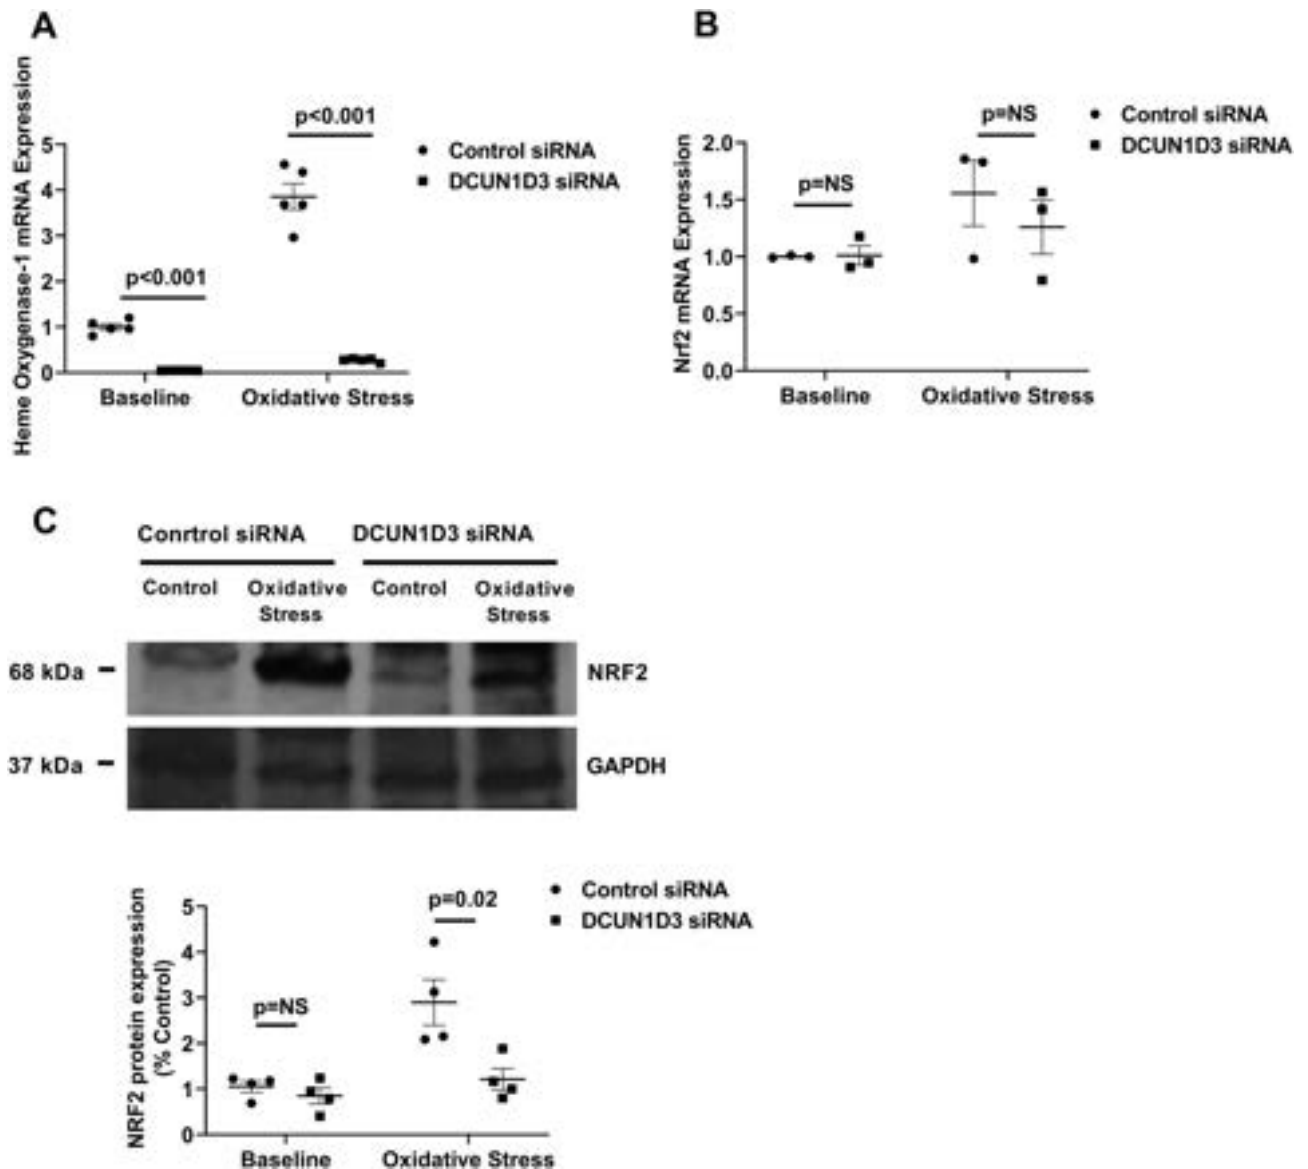 A
Heme Oxygenase-1 mRNA Expression
p<0.001
p<0.001
5
4
3
2
1
0
Baseline
Oxidative Stress
Control siRNA
DCUN1D3 siRNA
B
Nrf2 mRNA Expression
p=NS
p=NS
2.0
1.5
1.0
0.5
0.0
Baseline
Oxidative Stress
Control siRNA
DCUN1D3 siRNA
C
Conrtrol siRNA
DCUN1D3 siRNA
Control
Oxidative
Stress
Control
Oxidative
Stress
68 kDa
NRF2
37 kDa
GAPDH
NRF2 protein expression
(% Control)
p=NS
p=0.02
5
4
3
2
1
0
Baseline
Oxidative Stress
Control siRNA
DCUN1D3 siRNA